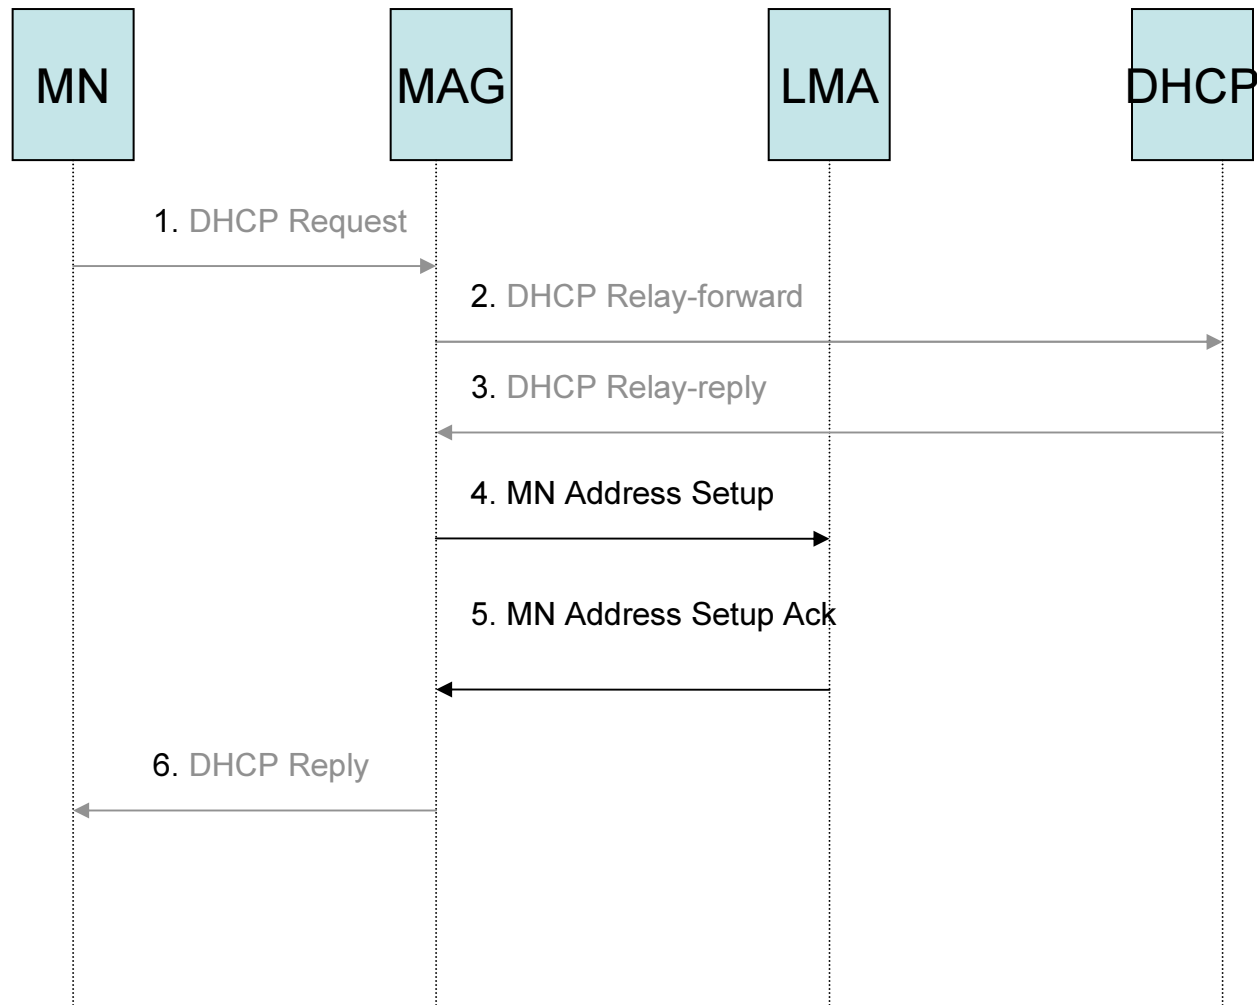 MN
MAG
LMA
DHCP
1. DHCP Request
2. DHCP Relay-forward
3. DHCP Relay-reply
4. MN Address Setup
5. MN Address Setup Ack
6. DHCP Reply